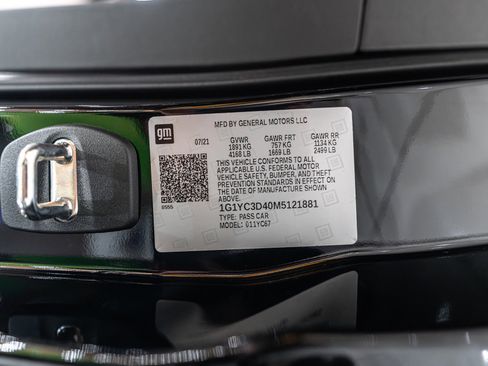 gm
MFD BY GENERAL MOTORS LLC
07/21
GVWR GAWR FRT GAWR RR
1891 KG 757 KG 1134 KG
4168 LB 1669 LB 2499 LB
THIS VEHICLE CONFORMS TO ALL
APPLICABLE U.S. FEDERAL MOTOR
VEHICLE SAFETY, BUMPER, AND THEFT
PREVENTION STANDARDS IN EFFECT ON
THE DATE OF MANUFACTURE SHOWN
ABOVE.
0555
1G1YC3D40M5121881
TYPE: PASS CAR
MODEL: 011YC67